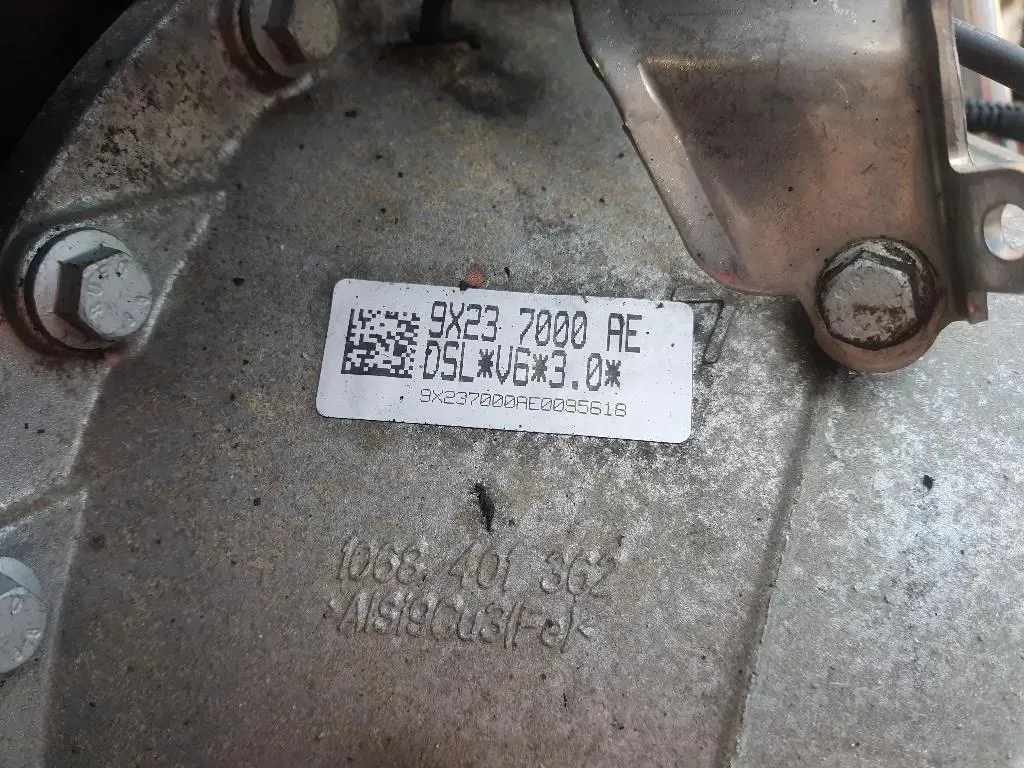 9X23 7000 AE
DSL*V6*3.0*
9X237000AE0095618
1068 401 362
>AlSi9Cu3(Fe)<